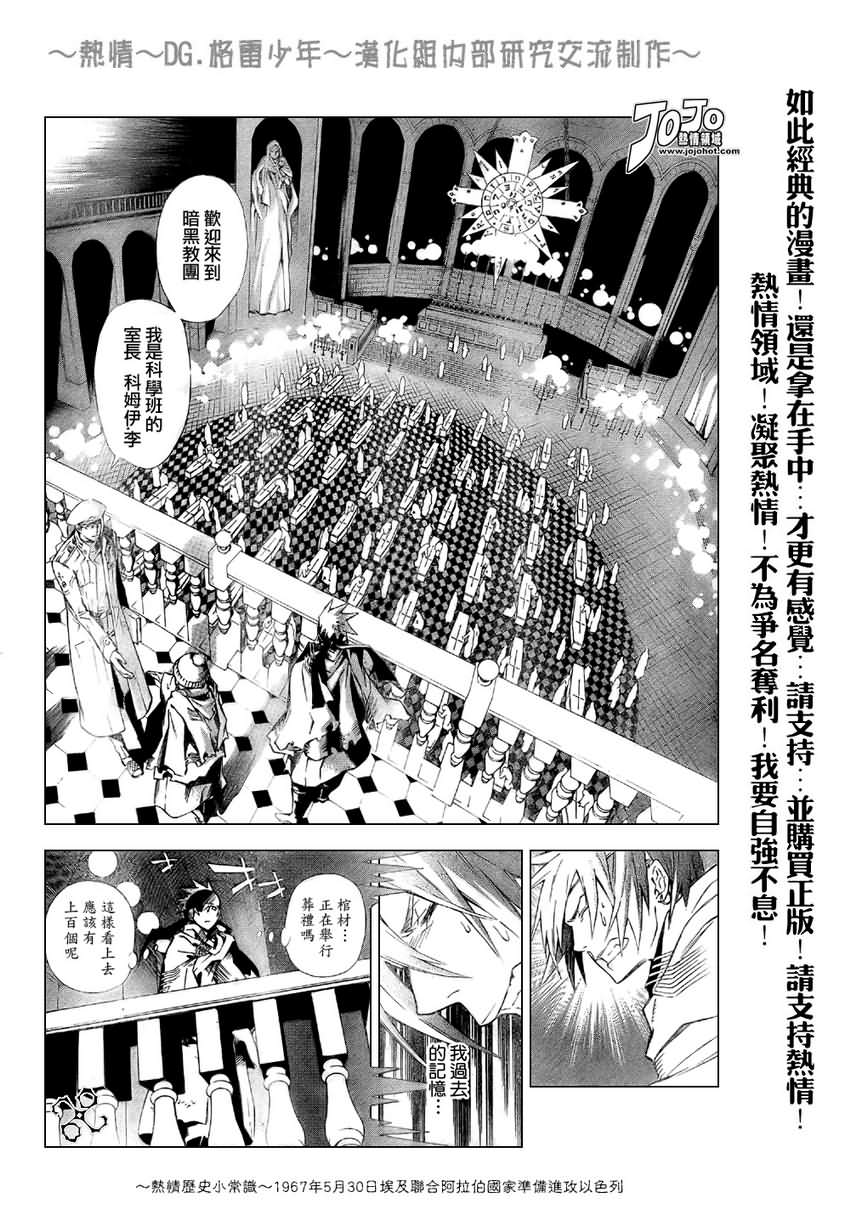 ～熱情～DG.格雷少年～漢化組內部研究交流制作～
JOJO
熱情領域
www.jojohot.com
如此經典的漫畫！還是拿在手中…才更有感覺…請支持…並購買正版！請支持熱情！
熱情領域！凝聚熱情！不為爭名奪利！我要自強不息！
歡迎來到
暗黑教團
我是科學班的
室長 科姆伊·李
我過去
的記憶…
棺材…
正在舉行
葬禮嗎
這樣看上去
應該有
上百個呢
～熱情歷史小常識～1967年5月30日埃及聯合阿拉伯國家準備進攻以色列